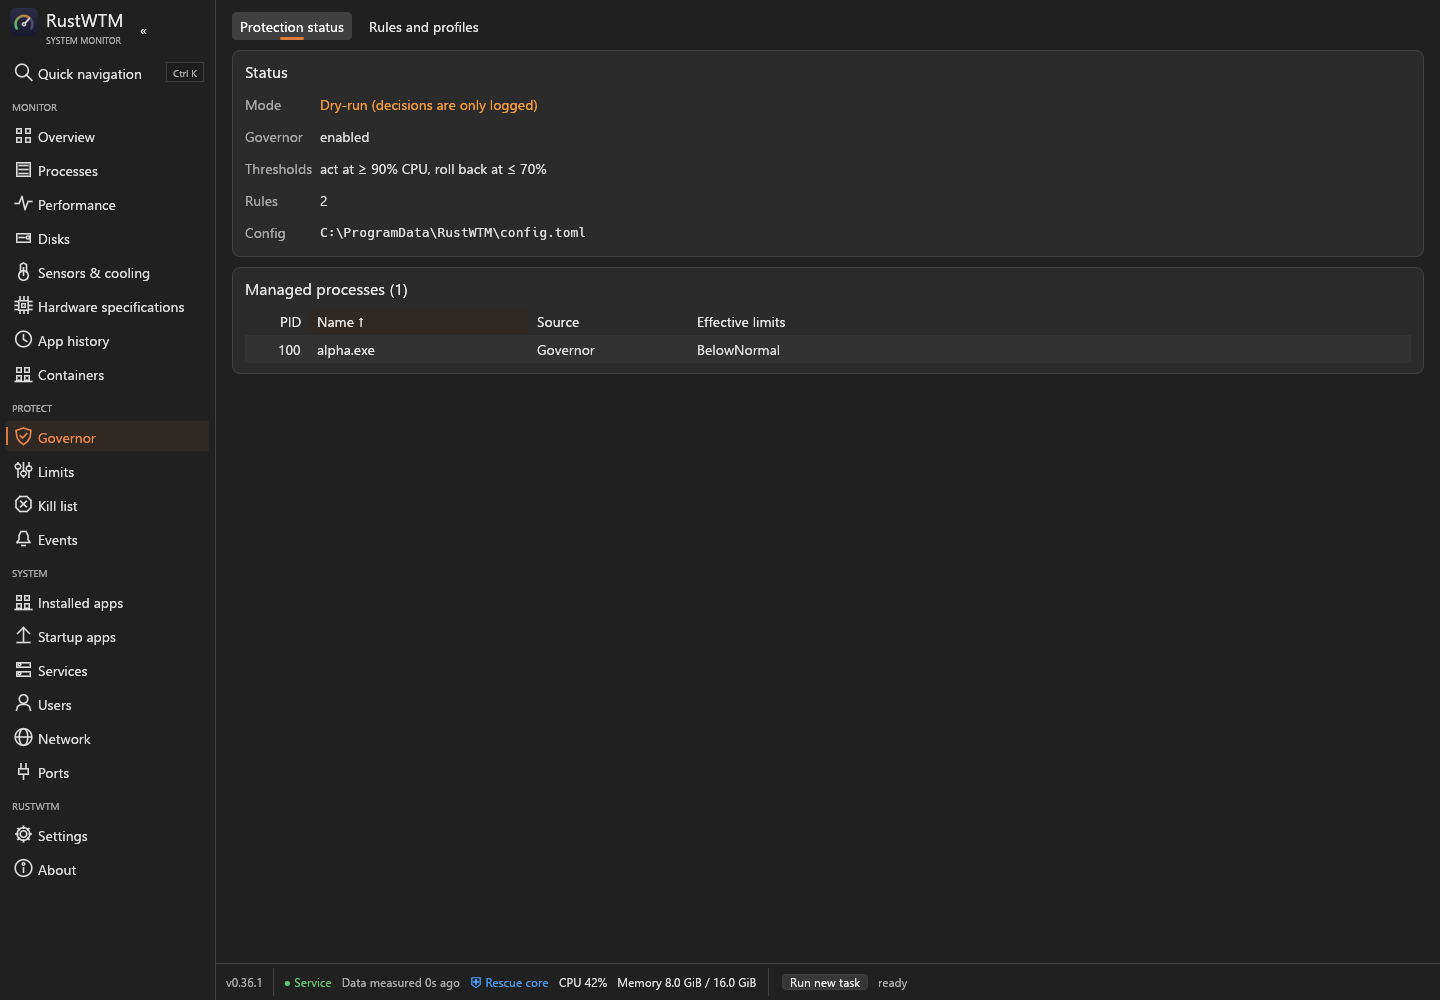 RustWTM
SYSTEM MONITOR
«
Quick navigation Ctrl K
MONITOR
Overview
Processes
Performance
Disks
Sensors & cooling
Hardware specifications
App history
Containers
PROTECT
Governor
Limits
Kill list
Events
SYSTEM
Installed apps
Startup apps
Services
Users
Network
Ports
RUSTWTM
Settings
About
Protection status Rules and profiles
Status
Mode Dry-run (decisions are only logged)
Governor enabled
Thresholds act at ≥ 90% CPU, roll back at ≤ 70%
Rules 2
Config C:\ProgramData\RustWTM\config.toml
Managed processes (1)
PID Name ↑ Source Effective limits
100 alpha.exe Governor BelowNormal
v0.36.1 ● Service Data measured 0s ago Rescue core CPU 42% Memory 8.0 GiB / 16.0 GiB Run new task ready